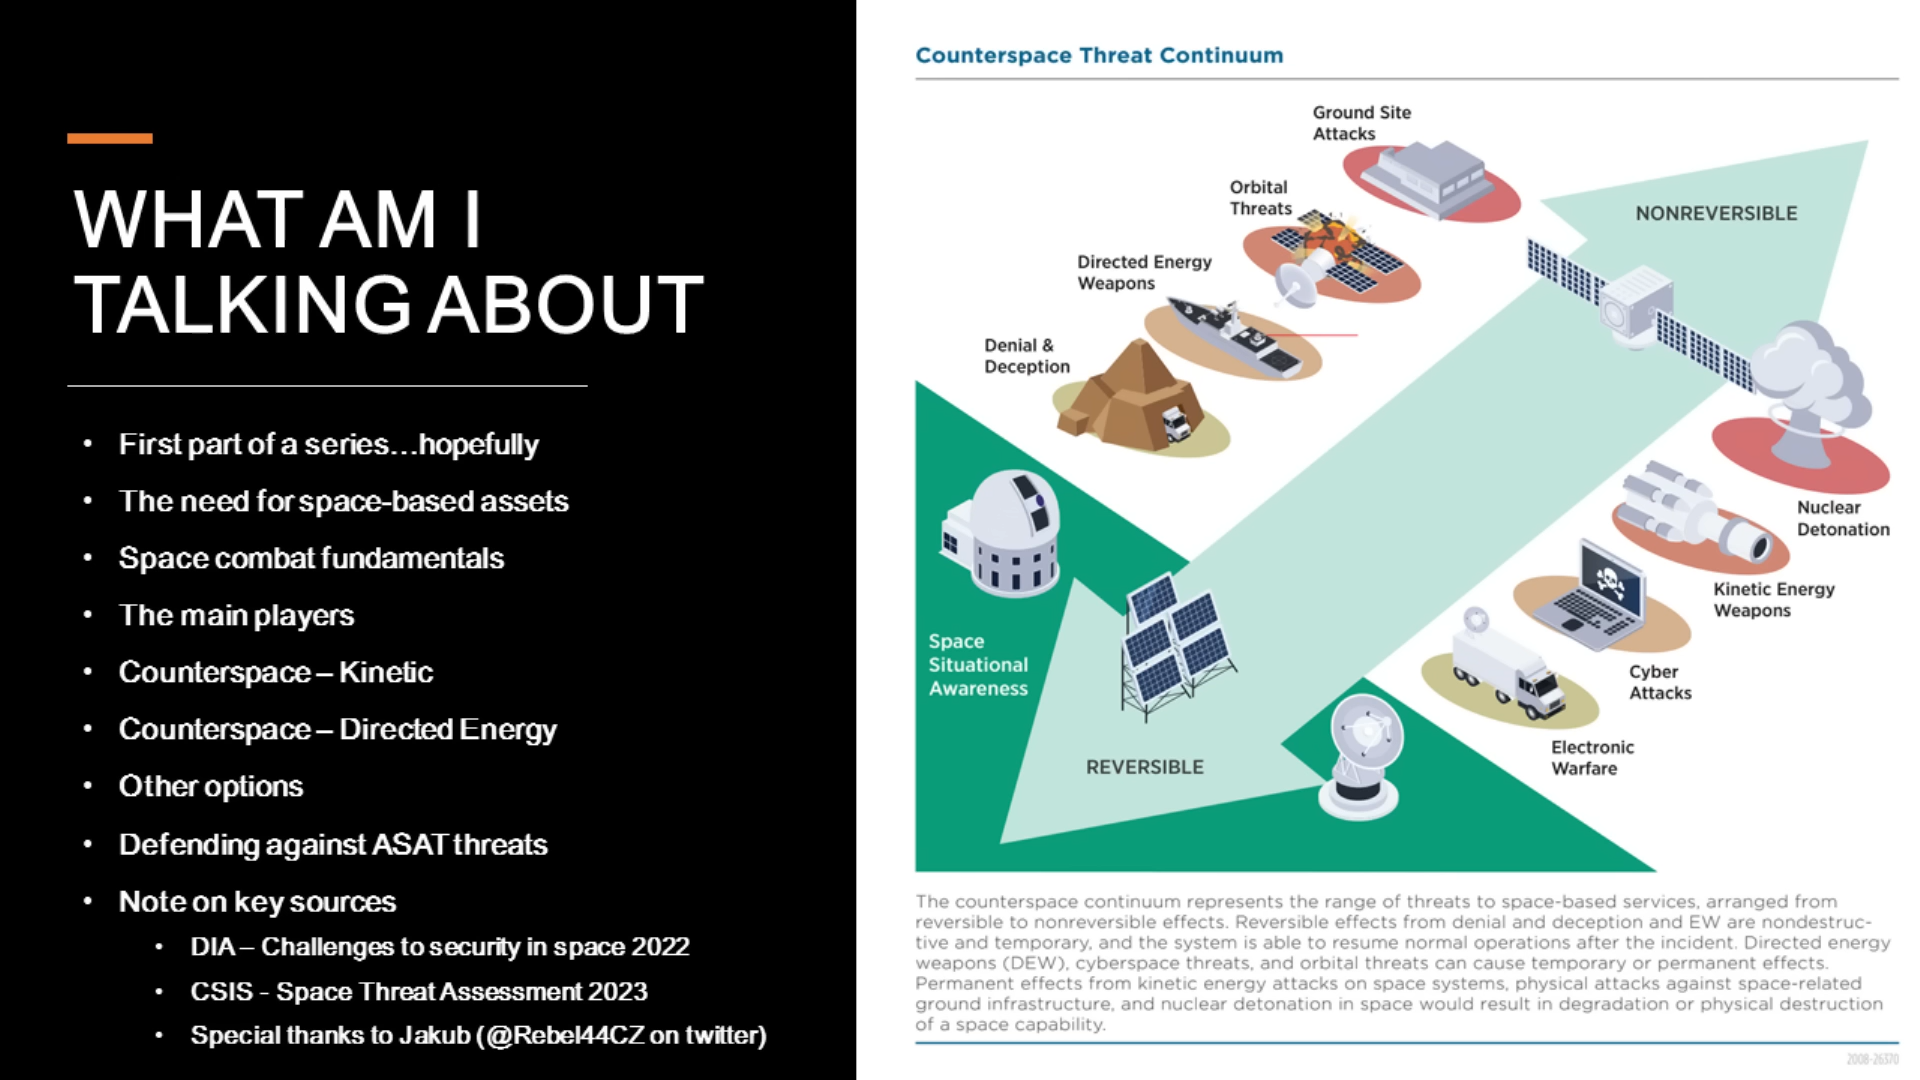 WHAT AM I
TALKING ABOUT
• First part of a series...hopefully
• The need for space-based assets
• Space combat fundamentals
• The main players
• Counterspace – Kinetic
• Counterspace – Directed Energy
• Other options
• Defending against ASAT threats
• Note on key sources
• DIA – Challenges to security in space 2022
• CSIS - Space Threat Assessment 2023
• Special thanks to Jakub (@Rebel44CZ on twitter)
Counterspace Threat Continuum
Ground Site
Attacks
Orbital
Threats
Directed Energy
Weapons
Denial &
Deception
NONREVERSIBLE
Nuclear
Detonation
Kinetic Energy
Weapons
Cyber
Attacks
Electronic
Warfare
Space
Situational
Awareness
REVERSIBLE
The counterspace continuum represents the range of threats to space-based services, arranged from
reversible to nonreversible effects. Reversible effects from denial and deception and EW are nondestruc-
tive and temporary, and the system is able to resume normal operations after the incident. Directed energy
weapons (DEW), cyberspace threats, and orbital threats can cause temporary or permanent effects.
Permanent effects from kinetic energy attacks on space systems, physical attacks against space-related
ground infrastructure, and nuclear detonation in space would result in degradation or physical destruction
of a space capability.
2008-26370